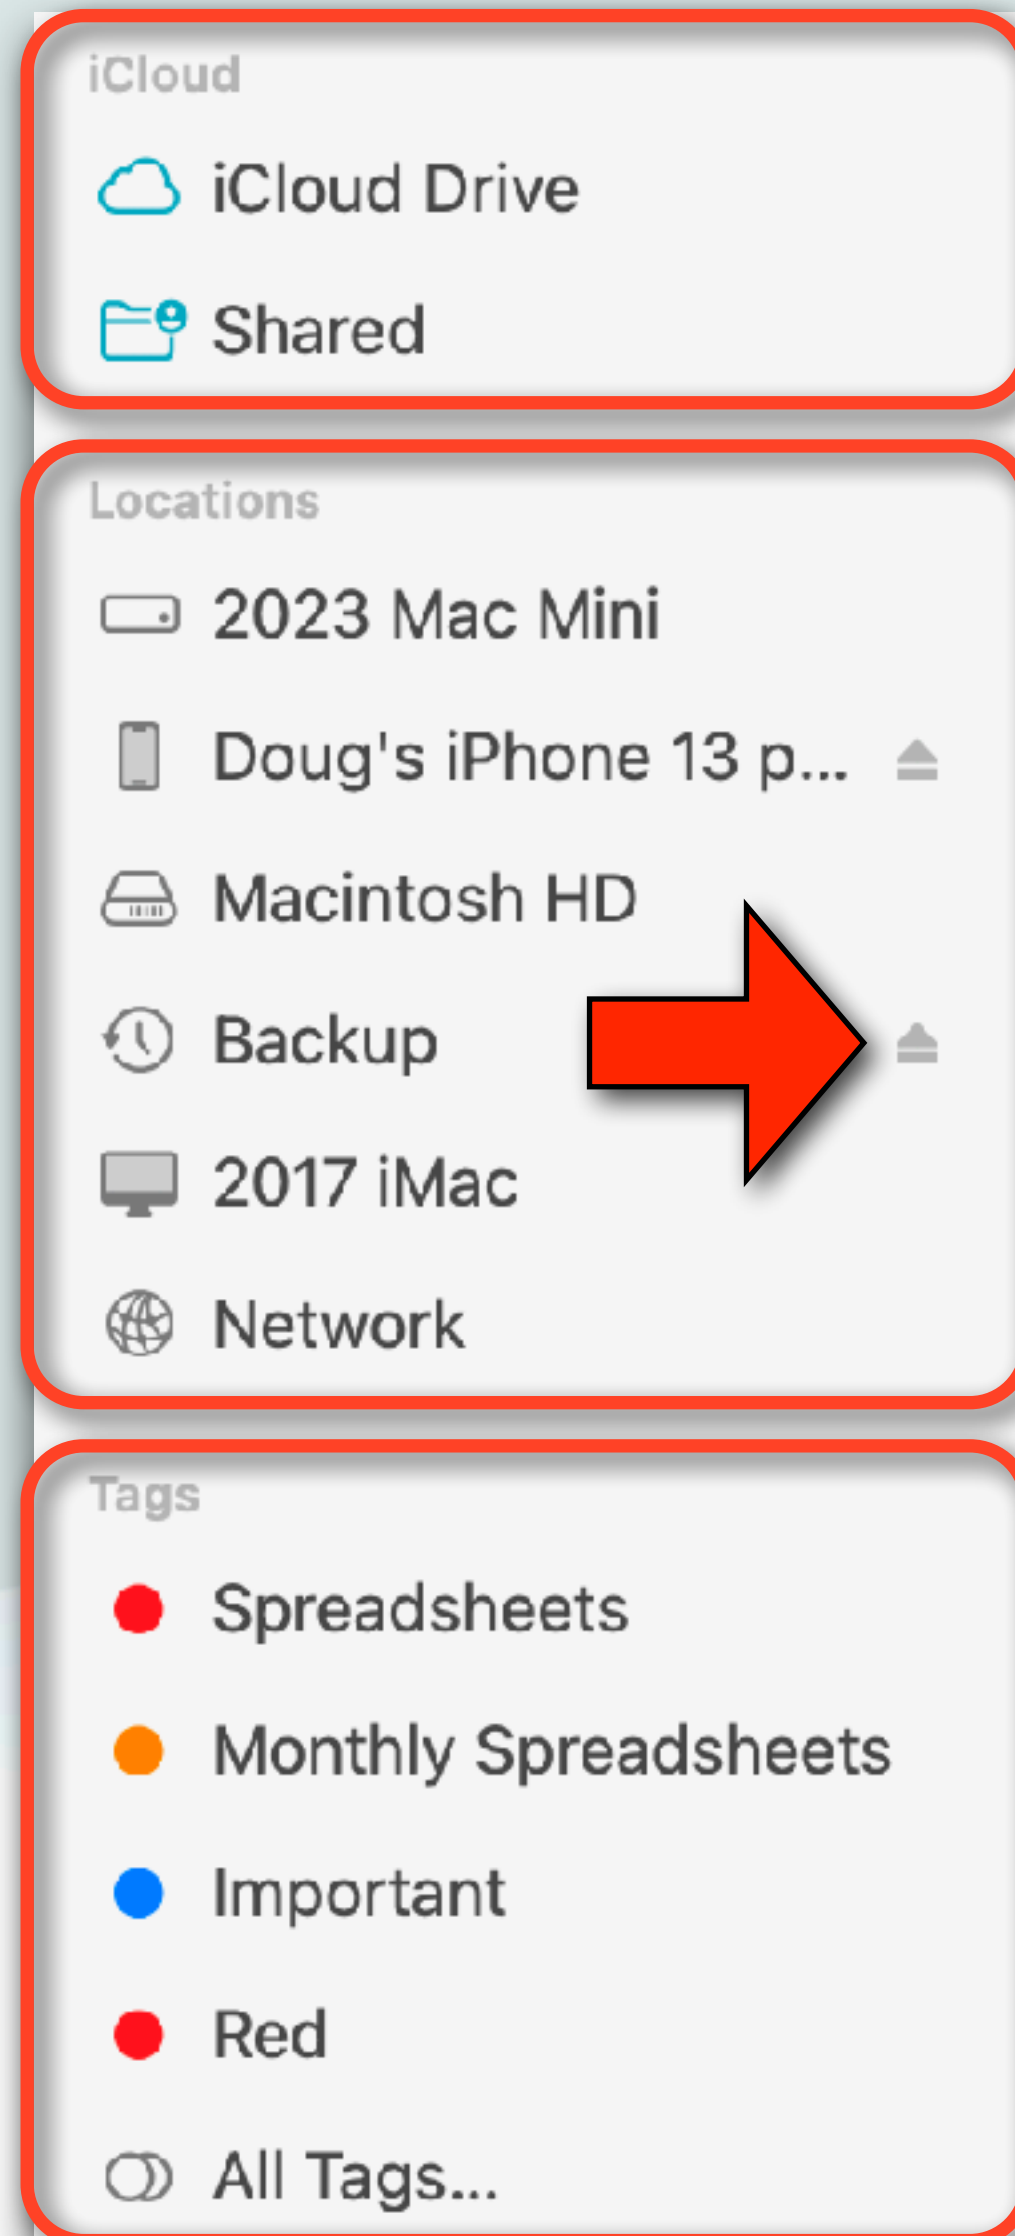 iCloud
iCloud Drive
Shared
Locations
2023 Mac Mini
Doug's iPhone 13 p...
Macintosh HD
Backup
2017 iMac
Network
Tags
Spreadsheets
Monthly Spreadsheets
Important
Red
All Tags...